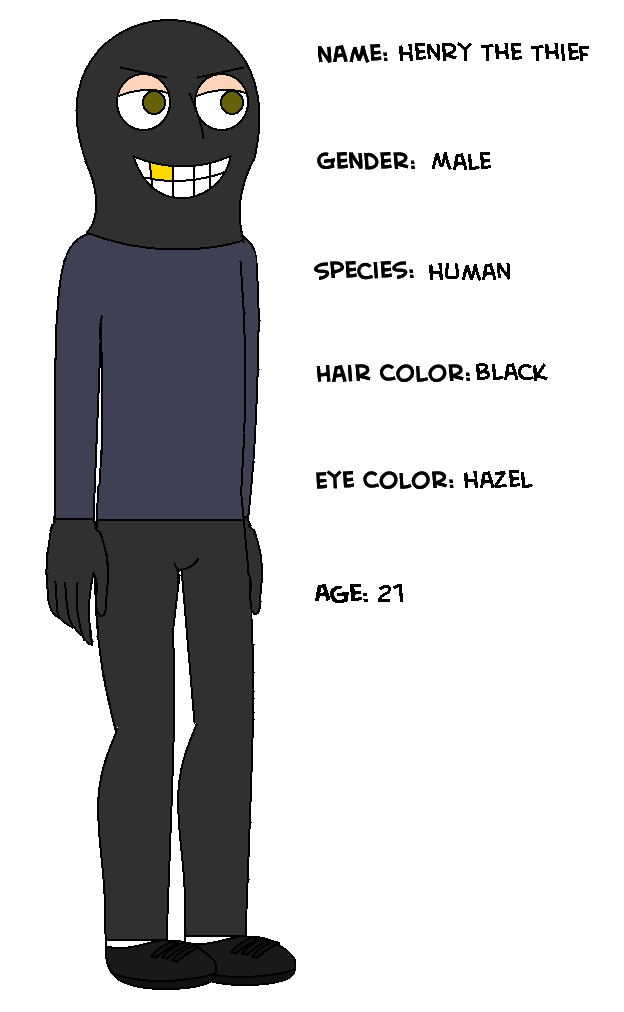 NAME: HENRY THE THIEF
GENDER: MALE
SPECIES: HUMAN
HAIR COLOR: BLACK
EYE COLOR: HAZEL
AGE: 21